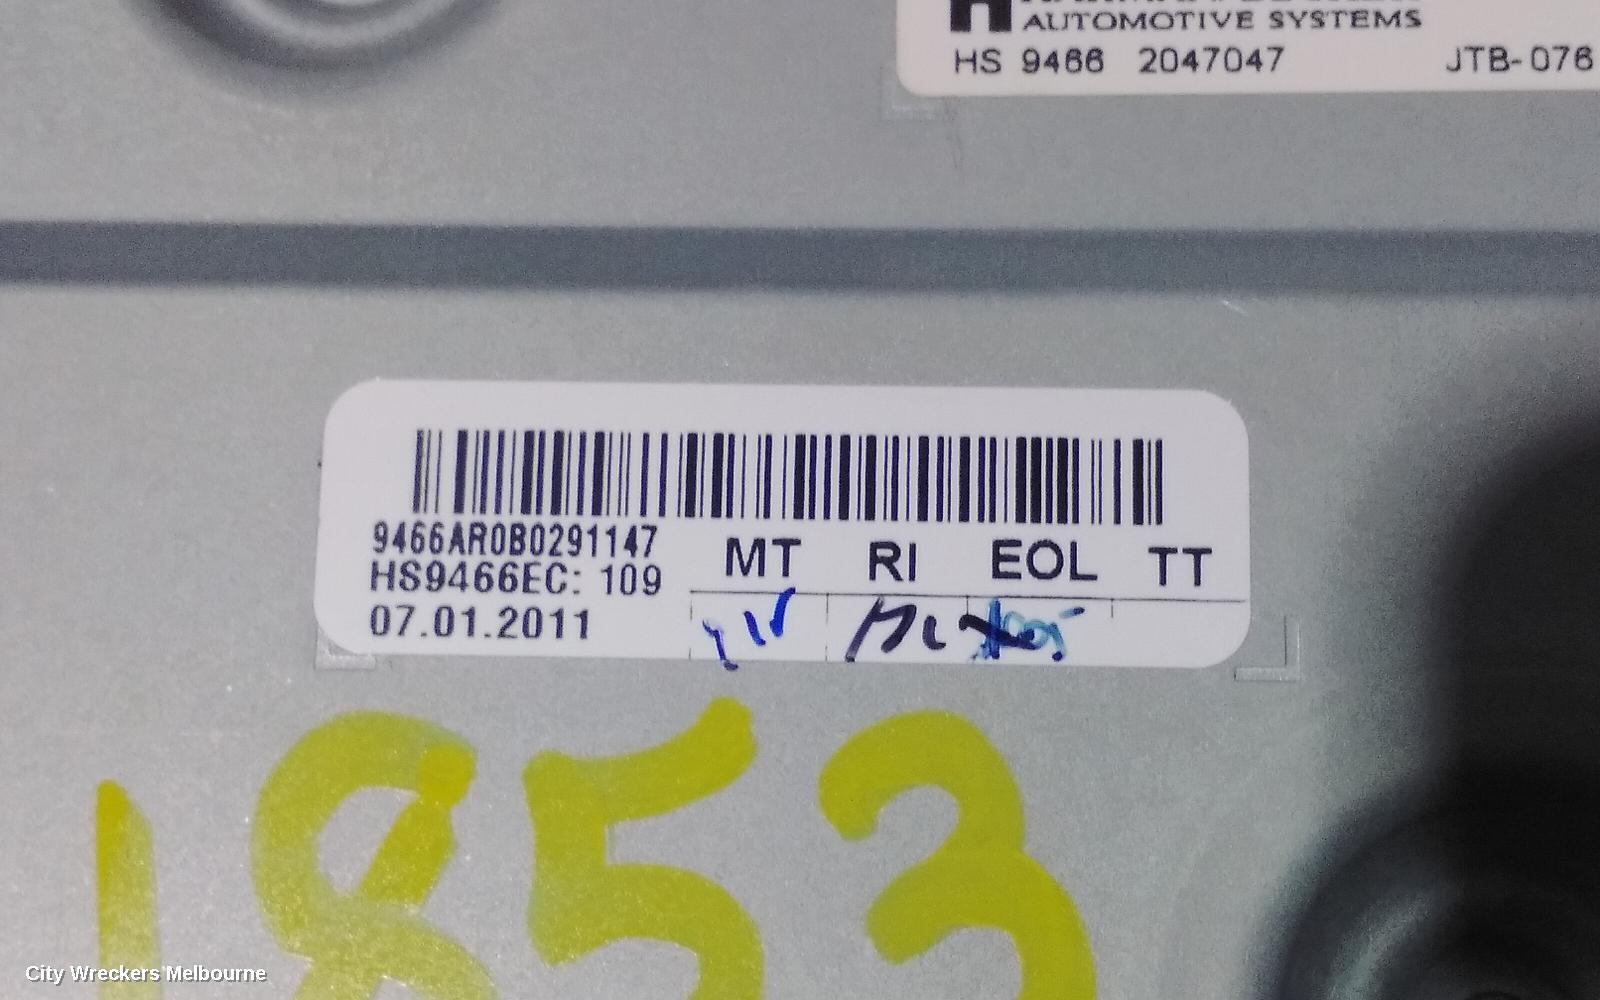 AUTOMOTIVE SYSTEMS
HS 9466 2047047 JTB-076
9466AR0B0291147
HS9466EC: 109
07.01.2011
MT RI EOL TT
1853
City Wreckers Melbourne